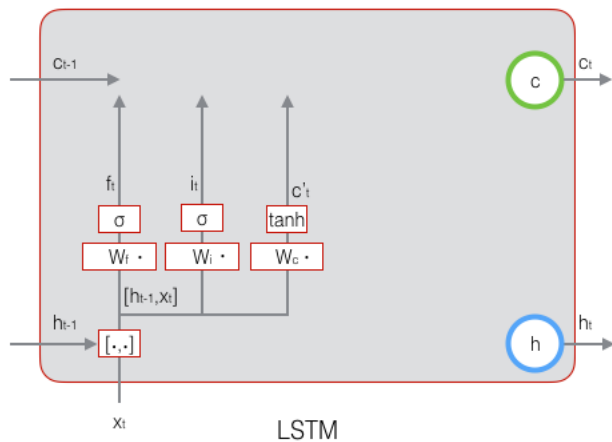 Ct-1
c
Ct
ft
it
c't
σ
σ
tanh
Wf ·
Wi ·
Wc ·
[ht-1,xt]
ht-1
[·,·]
h
ht
xt
LSTM